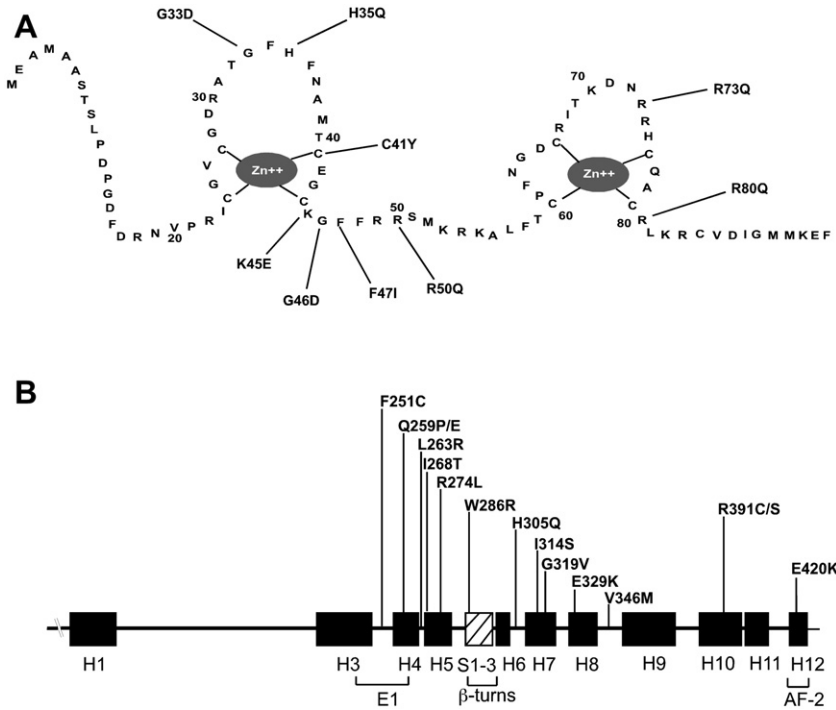 A
G33D
H35Q
C41Y
K45E
G46D
F47I
R50Q
R73Q
R80Q
M E A M A A S T S L P D P G D F D R N V P R I C G V C G D R A T G F H F N A M T C E G C K G F F R R S M K R K A L F T C P F N G D C R I T K D N R R H C Q A C R L K R C V D I G M M K E F
20
30
40
50
60
70
80
Zn++
Zn++
B
F251C
Q259P/E
L263R
I268T
R274L
W286R
H305Q
I314S
G319V
E329K
V346M
R391C/S
E420K
H1 H3 H4 H5 S1-3 H6 H7 H8 H9 H10 H11 H12
E1 β-turns AF-2